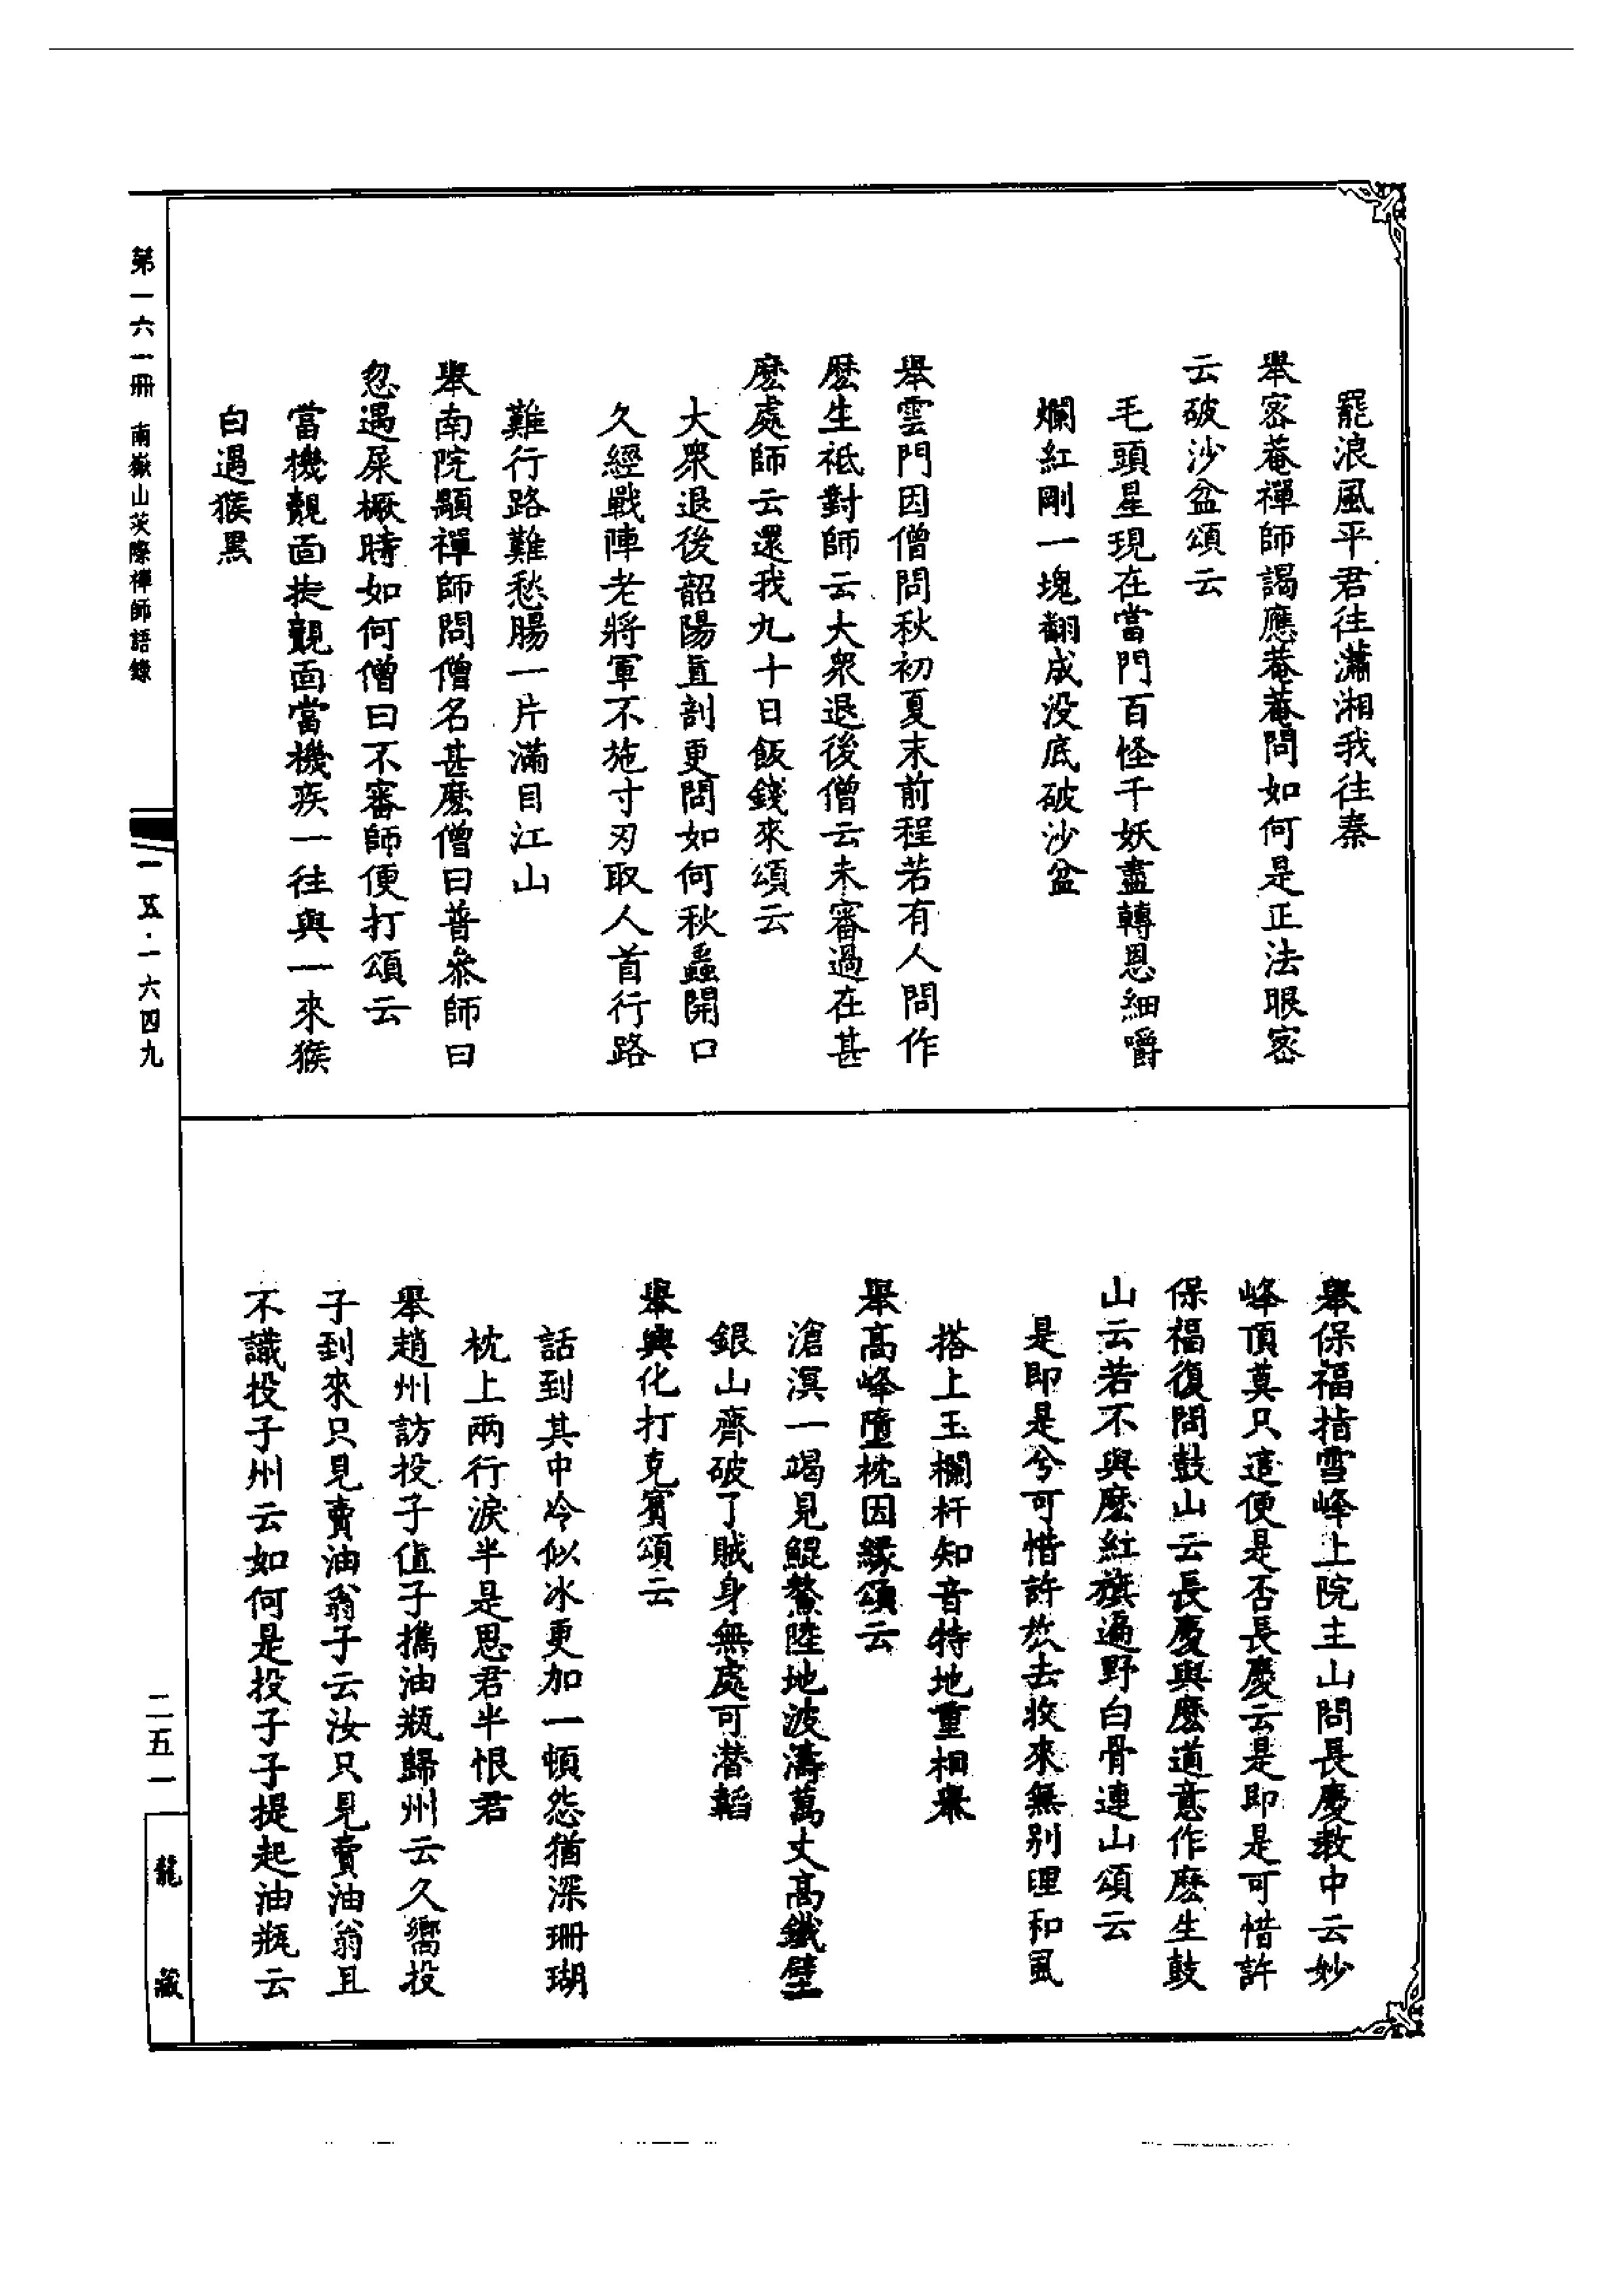 罷浪風平君往瀟湘我往秦
舉密菴禪師謁應菴菴問如何是正法眼密
云破沙盆頌云
毛頭星現在當門百怪千妖盡轉恩細嚼
爛紅剛一塊翻成没底破沙盆
舉雲門因僧問秋初夏末前程若有人問作
麽生祗對師云大衆退後僧云未審過在甚
麽處師云還我九十日飯錢來頌云
大衆退後韶陽直剖更問如何秋蟲開口
久經戰陣老將軍不施寸刃取人首行路
難行路難愁腸一片滿目江山
舉南院顒禪師問僧名甚麽僧曰普叅師曰
忽遇屎橛時如何僧曰不審師便打頌云
當機覿面提覿面當機疾一往與一來猴
白遇猴黑
舉保福指雪峰上院主山問長慶教中云妙
峰頂莫只這便是否長慶云是即是可惜許
保福復問鼓山云長慶與麽道意作麽生鼓
山云若不與麽紅旗遍野白骨連山頌云
是即是兮可惜許放去收來無别理和風
搭上玉欄杆知音特地重相舉
舉高峰墮枕因緣頌云
滄溟一竭見鯤鰲陸地波濤萬丈高鐵壁
銀山齊破了賊身無處可潛韜
舉興化打克賓頌云
話到其中冷似冰更加一頓怨猶深珊瑚
枕上兩行淚半是思君半恨君
舉趙州訪投子值子攜油瓶歸州云久嚮投
子到來只見賣油翁子云汝只見賣油翁且
不識投子州云如何是投子子提起油瓶云
第一六一冊 南嶽山茨際禪師語錄
一五·一六四九
二五一
龍藏